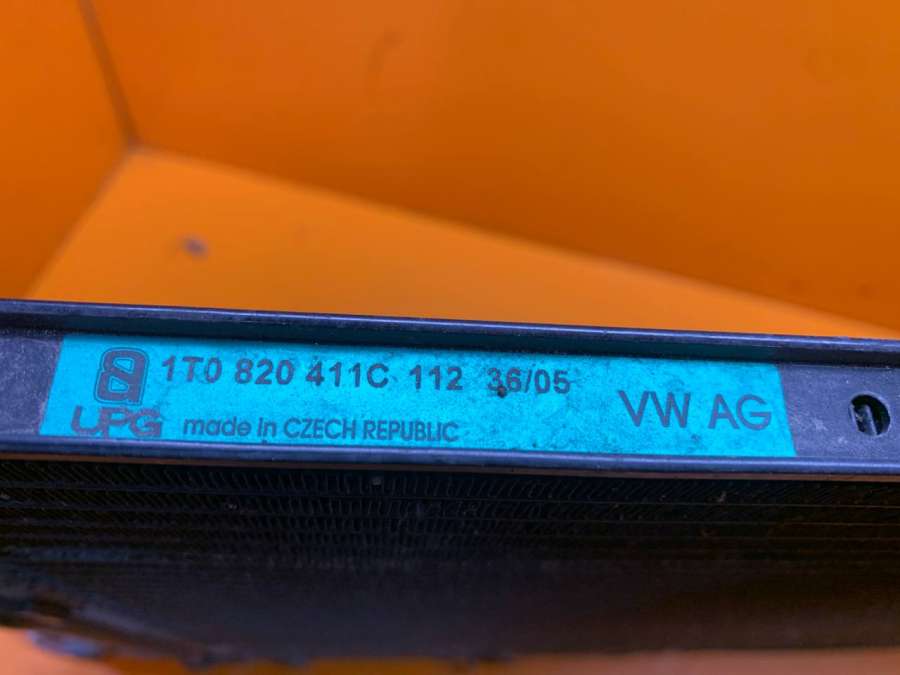 1T0 820 411C 112 36/05
UPG made in CZECH REPUBLIC
VW AG